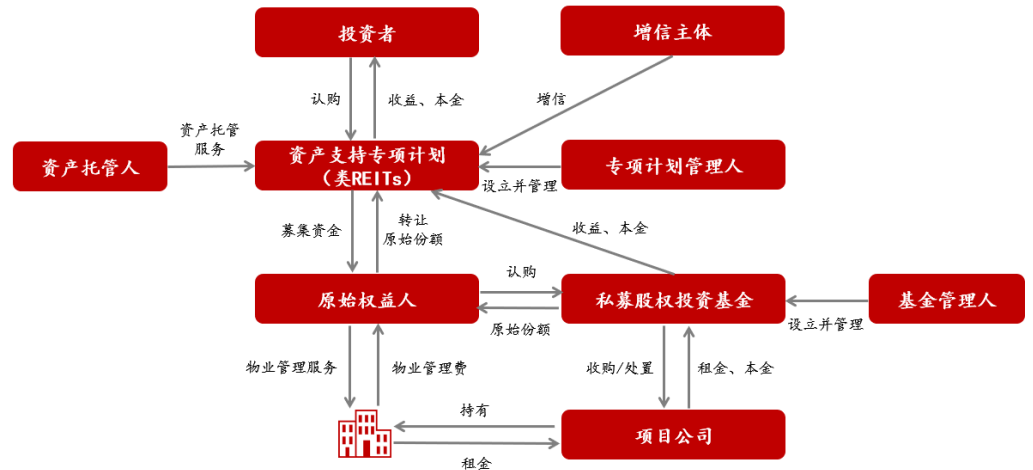 投资者
增信主体
认购
收益、本金
增信
资产托管
服务
资产托管人
资产支持专项计划
（类REITs）
专项计划管理人
设立并管理
募集资金
转让
原始份额
收益、本金
认购
原始权益人
私募股权投资基金
基金管理人
原始份额
设立并管理
物业管理服务
物业管理费
收购/处置
租金、本金
持有
项目公司
租金